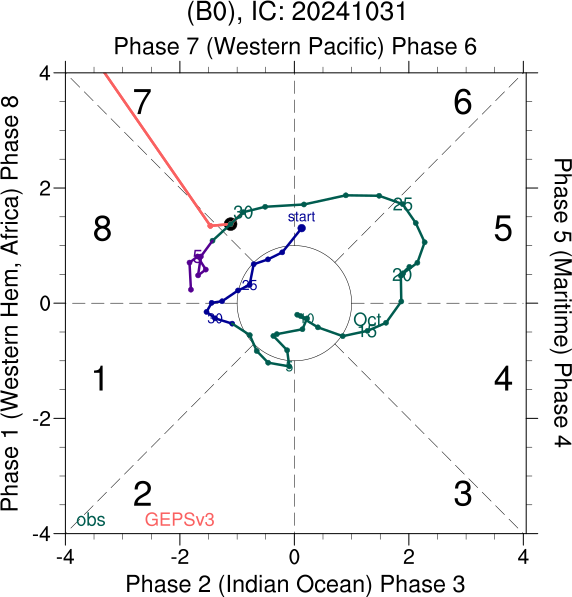 (B0), IC: 20241031
Phase 7 (Western Pacific) Phase 6
4
7
6
2
8
5
0
1
4
-2
2
3
-4
-4
-2
0
2
4
30
25
start
5
25
20
Oct
15
30
5
obs
GEPSv3
Phase 1 (Western Hem, Africa) Phase 8
Phase 5 (Maritime) Phase 4
Phase 2 (Indian Ocean) Phase 3